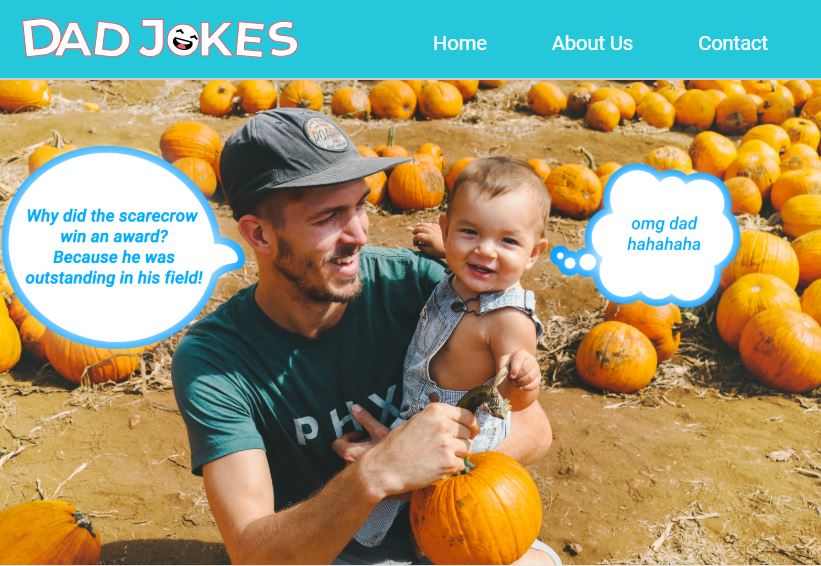 DAD JOKES
Home About Us Contact
Why did the scarecrow
win an award?
Because he was
outstanding in his field!
omg dad
hahahaha
PHX